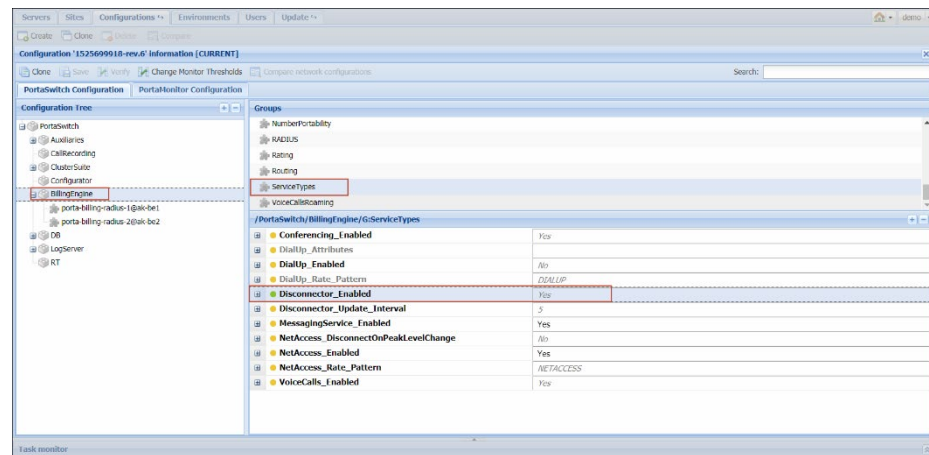 Servers Sites Configurations Environments Users Update demo
Create Clone Delete Compare
Configuration '1525699918-rev.6' information [CURRENT]
Clone Save Verify Change Monitor Thresholds Compare network configurations Search:
PortaSwitch Configuration PortaMonitor Configuration
Configuration Tree Groups
PortaSwitch
Auxiliaries
CallRecording
ClusterSuite
Configurator
BillingEngine
porta-billing-radius-1@ak-be1
porta-billing-radius-2@ak-be2
DB
LogServer
RT
NumberPortability
RADIUS
Rating
Routing
ServiceTypes
VoiceCallsRoaming
/PortaSwitch/BillingEngine/G:ServiceTypes
Conferencing_Enabled Yes
DialUp_Attributes
DialUp_Enabled No
DialUp_Rate_Pattern DIALUP
Disconnector_Enabled Yes
Disconnector_Update_Interval 5
MessagingService_Enabled Yes
NetAccess_DisconnectOnPeakLevelChange No
NetAccess_Enabled Yes
NetAccess_Rate_Pattern NETACCESS
VoiceCalls_Enabled Yes
Task monitor